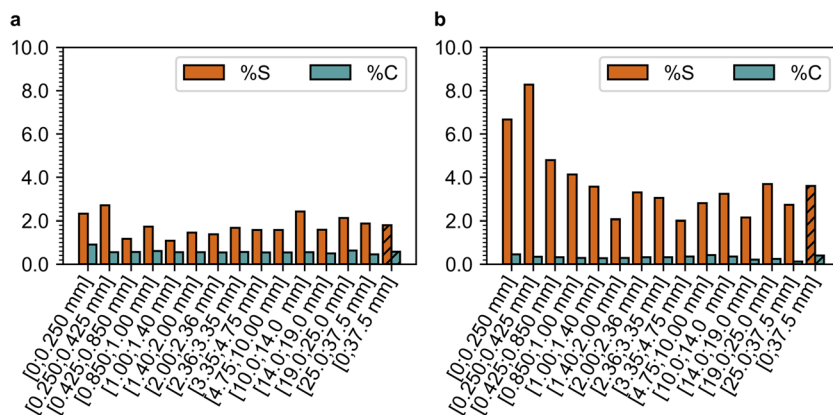 a
10.0
8.0
6.0
4.0
2.0
0.0
%S %C
[0;0.250 mm]
[0.250;0.425 mm]
[0.425;0.850 mm]
[0.850;1.00 mm]
[1.00;1.40 mm]
[1.40;2.00 mm]
[2.00;2.36 mm]
[2.36;3.35 mm]
[3.35;4.75 mm]
[4.75;10.00 mm]
[10.0;14.0 mm]
[14.0;19.0 mm]
[19.0;25.0 mm]
[25.0;37.5 mm]
[0;37.5 mm]
b
10.0
8.0
6.0
4.0
2.0
0.0
%S %C
[0;0.250 mm]
[0.250;0.425 mm]
[0.425;0.850 mm]
[0.850;1.00 mm]
[1.00;1.40 mm]
[1.40;2.00 mm]
[2.00;2.36 mm]
[2.36;3.35 mm]
[3.35;4.75 mm]
[4.75;10.00 mm]
[10.0;14.0 mm]
[14.0;19.0 mm]
[19.0;25.0 mm]
[25.0;37.5 mm]
[0;37.5 mm]